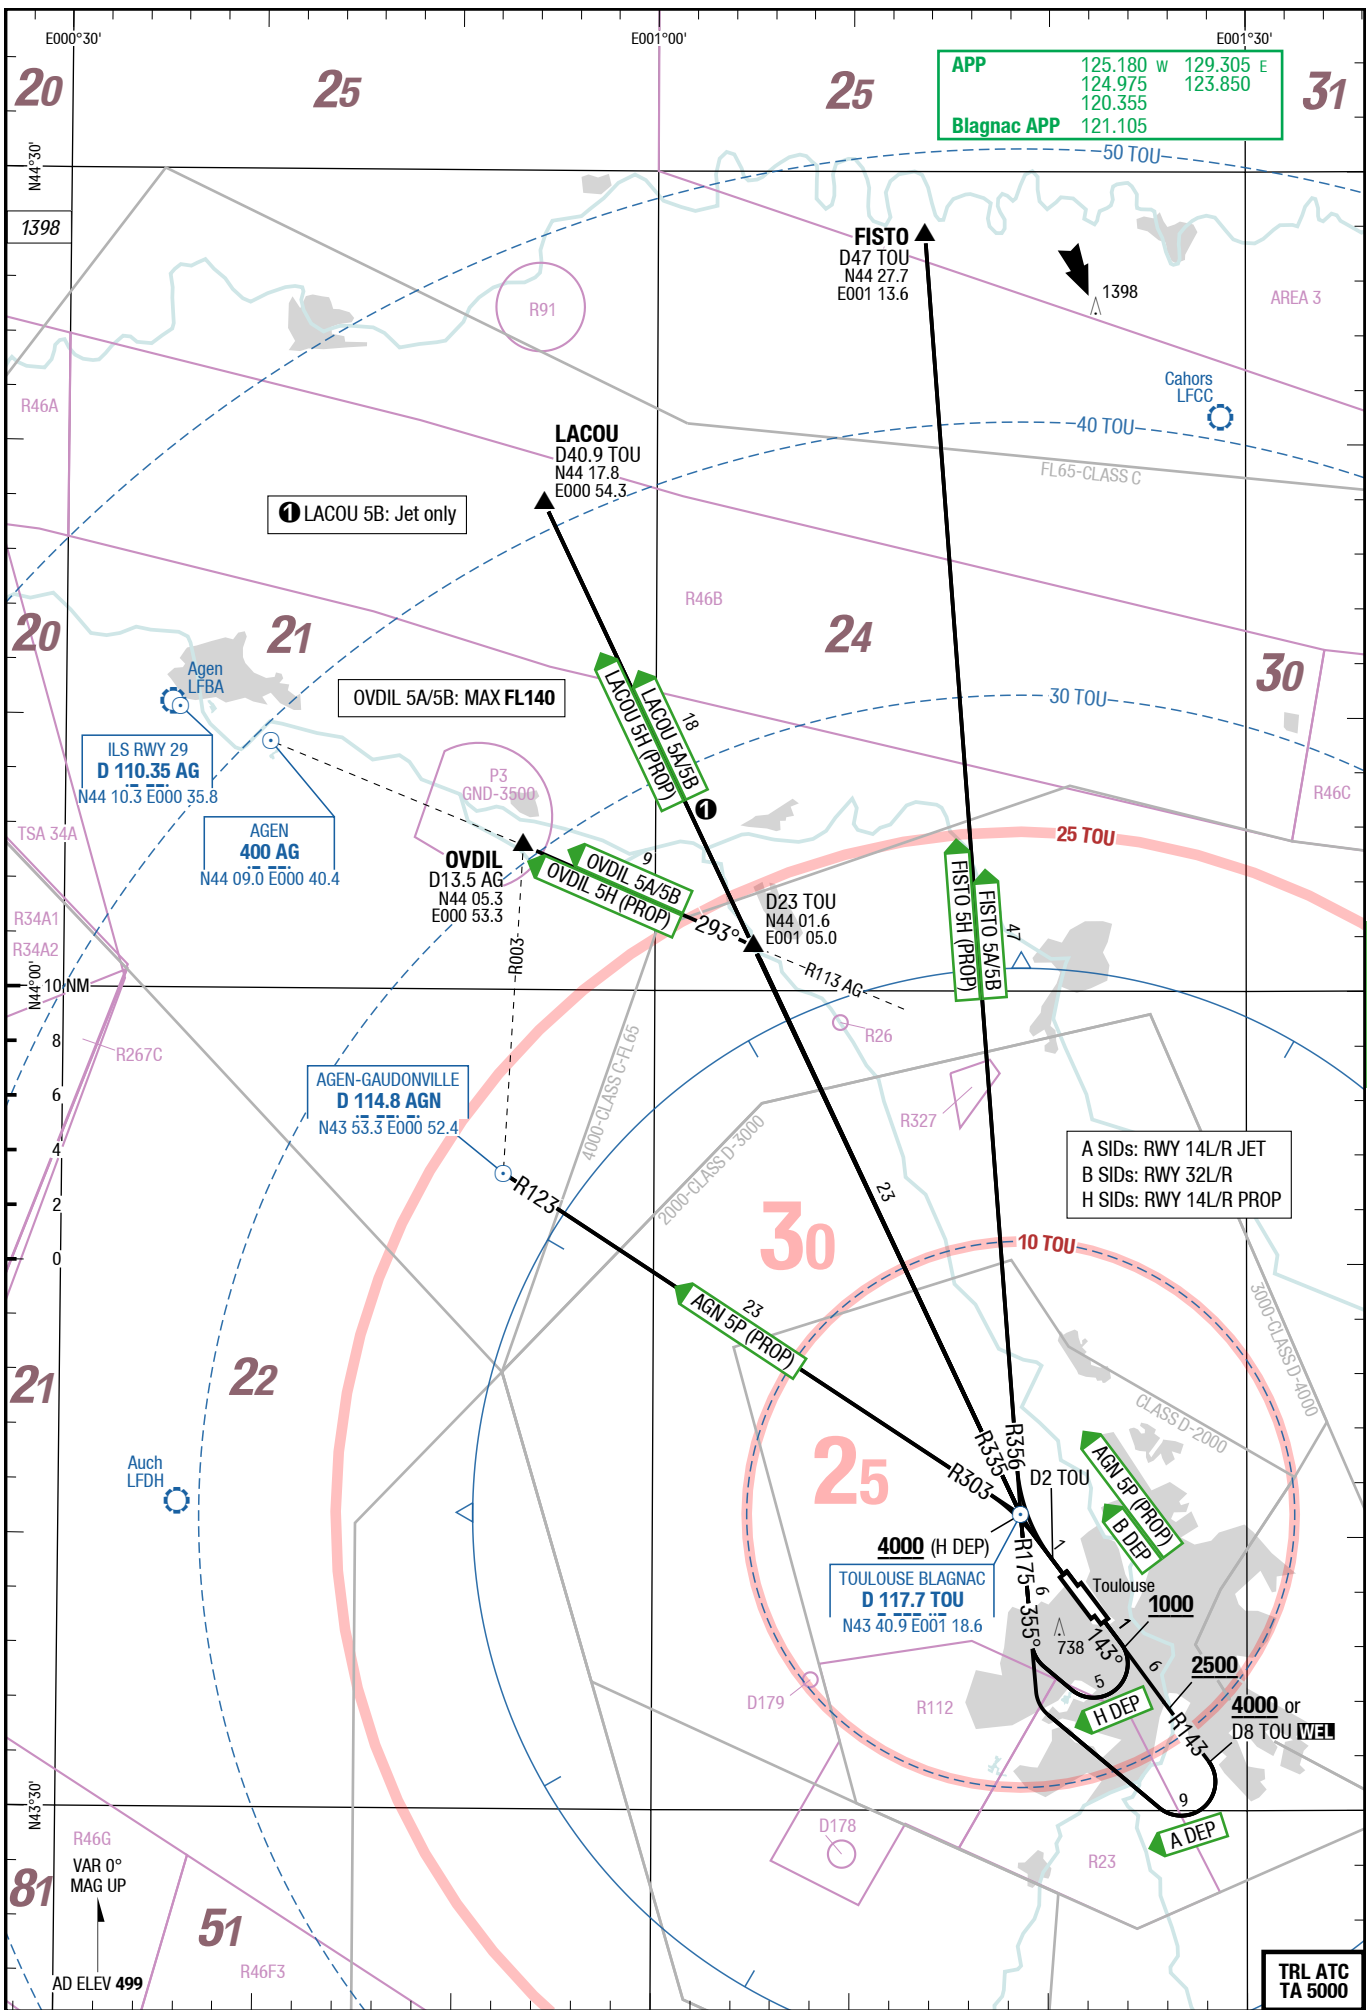 E000°30'
E001°00'
E001°30'
20
25
25
31
APP 125.180 W 129.305 E
124.975 123.850
120.355
Blagnac APP 121.105
N44°30'
50 TOU
1398
FISTO
D47 TOU
N44 27.7
E001 13.6
1398
AREA 3
R91
Cahors
LFCC
R46A
40 TOU
LACOU
D40.9 TOU
N44 17.8
E000 54.3
FL65-CLASS C
1 LACOU 5B: Jet only
R46B
20
21
24
30
Agen
LFBA
OVDIL 5A/5B: MAX FL140
LACOU 5A/5B
LACOU 5H (PROP)
18
30 TOU
1
ILS RWY 29
D 110.35 AG
N44 10.3 E000 35.8
P3
GND-3500
R46C
TSA 34A
AGEN
400 AG
N44 09.0 E000 40.4
25 TOU
OVDIL
D13.5 AG
N44 05.3
E000 53.3
9
OVDIL 5A/5B
OVDIL 5H (PROP)
293°
D23 TOU
N44 01.6
E001 05.0
FISTO 5H (PROP)
FISTO 5A/5B
47
R34A1
R34A2
R003
R113 AG
N44°00'
10 NM
8
6
4
2
0
R26
R267C
4000-CLASS C-FL65
AGEN-GAUDONVILLE
D 114.8 AGN
N43 53.3 E000 52.4
R327
2000-CLASS D-3000
A SIDs: RWY 14L/R JET
B SIDs: RWY 32L/R
H SIDs: RWY 14L/R PROP
R123
23
30
10 TOU
23
AGN 5P (PROP)
3000-CLASS D-4000
21
22
CLASS D-2000
Auch
LFDH
25
R303
R335
R356
D2 TOU
AGN 5P (PROP)
B DEP
4000 (H DEP)
1
TOULOUSE BLAGNAC
D 117.7 TOU
N43 40.9 E001 18.6
R175
6
355°
Toulouse
1000
738
143°
1
6
5
2500
D179
R112
H DEP
R143
4000 or
D8 TOU WEL
N43°30'
9
A DEP
R46G
D178
R23
VAR 0°
MAG UP
81
51
R46F3
AD ELEV 499
TRL ATC
TA 5000